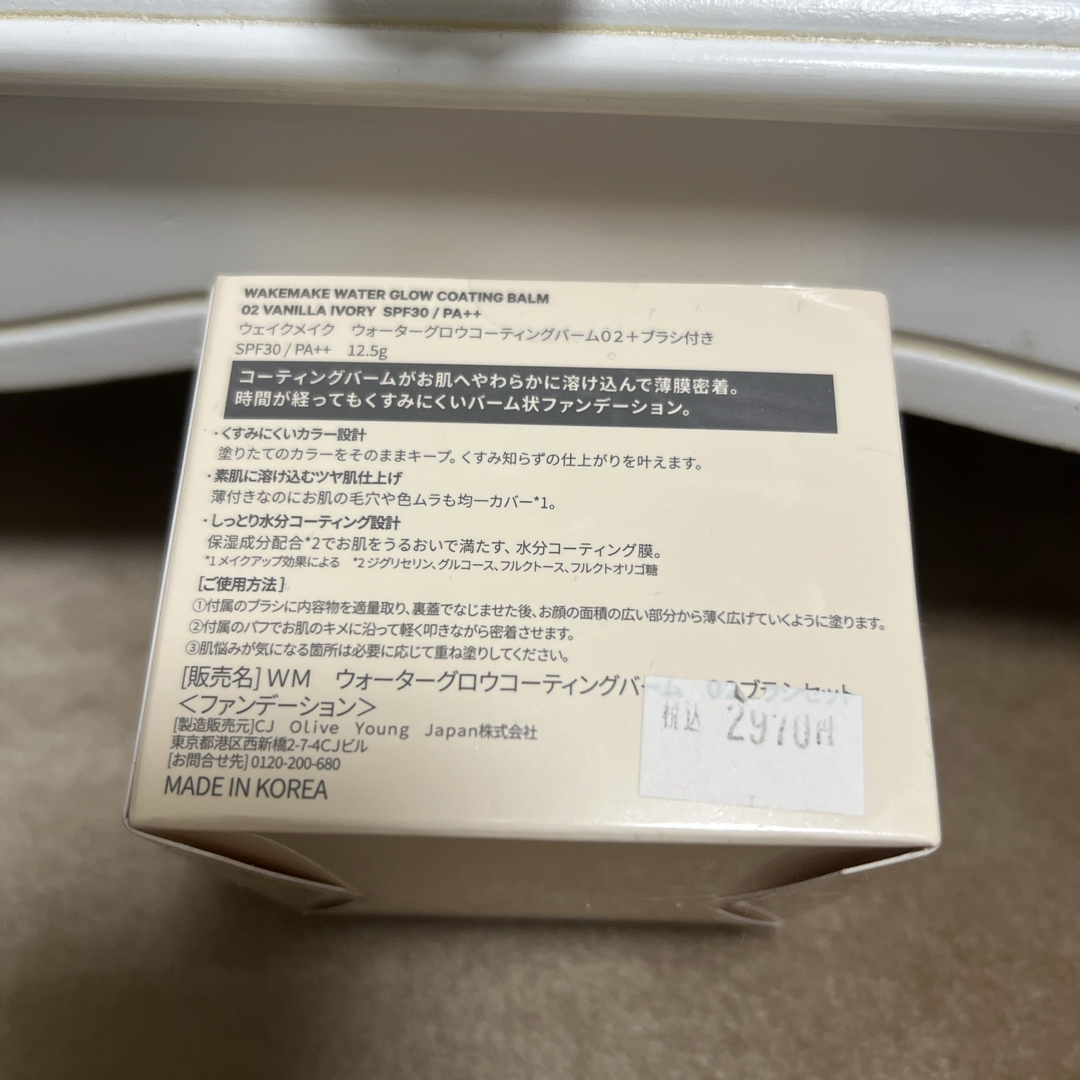 WAKEMAKE WATER GLOW COATING BALM
02 VANILLA IVORY SPF30 / PA++
ウェイクメイク ウォーターグロウコーティングバーム02+ブラシ付き
SPF30 / PA++ 12.5g
コーティングバームがお肌へやわらかに溶け込んで薄膜密着。
時間が経ってもくすみにくいバーム状ファンデーション。
・くすみにくいカラー設計
塗りたてのカラーをそのままキープ。くすみ知らずの仕上がりを叶えます。
・素肌に溶け込むツヤ肌仕上げ
薄付きなのにお肌の毛穴や色ムラも均一カバー*1。
・しっとり水分コーティング設計
保湿成分配合*2でお肌をうるおいで満たす、水分コーティング膜。
*1 メイクアップ効果による *2 ジグリセリン、グルコース、フルクトース、フルクトオリゴ糖
[ご使用方法]
①付属のブラシに内容物を適量取り、裏蓋でなじませた後、お顔の面積の広い部分から薄く広げていくように塗ります。
②付属のパフでお肌のキメに沿って軽く叩きながら密着させます。
③肌悩みが気になる箇所は必要に応じて重ね塗りしてください。
[販売名] WM ウォーターグロウコーティングバーム 02
<ファンデーション>
[製造販売元]CJ Olive Young Japan株式会社
東京都港区西新橋2-7-4CJビル
[お問合せ先] 0120-200-680
MADE IN KOREA
税込 2970円